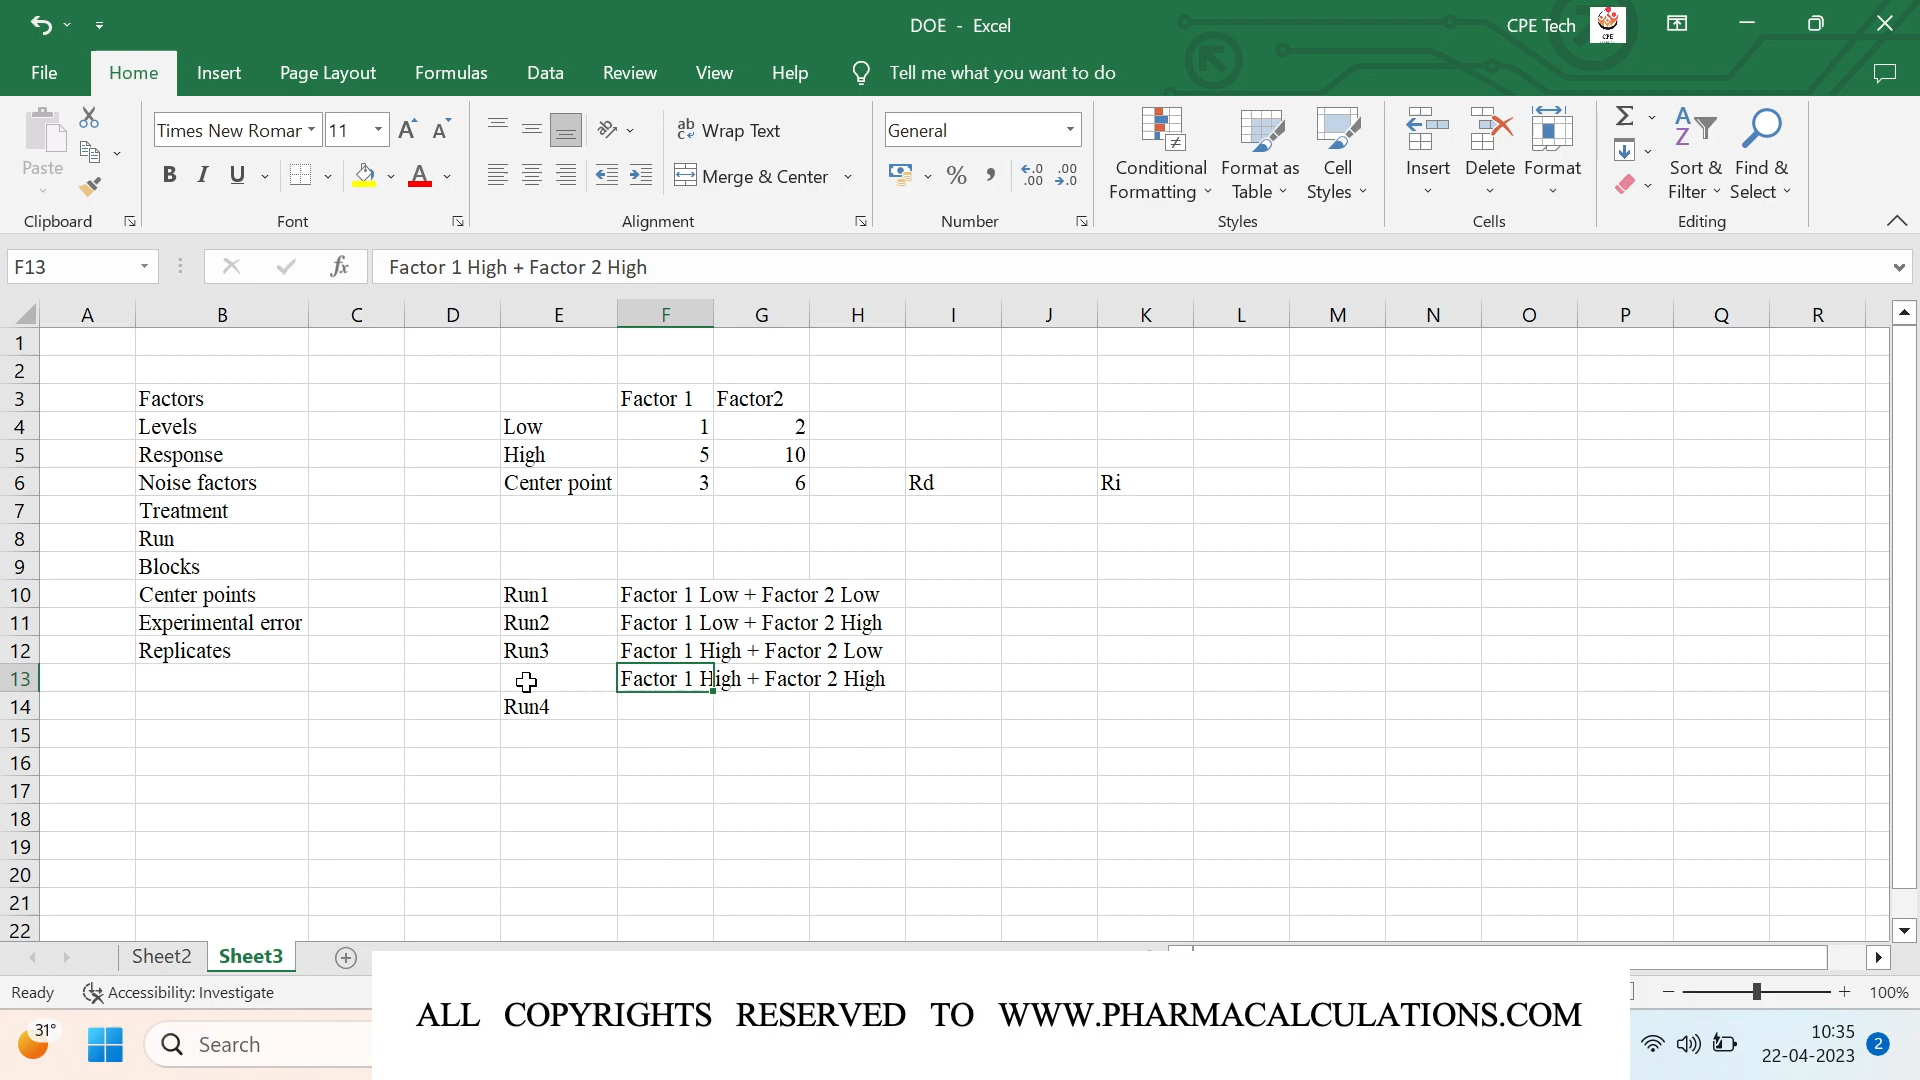 DOE - Excel
CPE Tech
CPE
File Home Insert Page Layout Formulas Data Review View Help Tell me what you want to do
Paste
Clipboard
Times New Romar 11
B I U
Font
ab Wrap Text
Merge & Center
Alignment
General
Number
Conditional Formatting
Format as Table
Cell Styles
Styles
Insert Delete Format
Cells
Sort & Filter
Find & Select
Editing
F13 fx Factor 1 High + Factor 2 High
A B C D E F G H I J K L M N O P Q R
1
2
3 Factors Factor 1 Factor2
4 Levels Low 1 2
5 Response High 5 10
6 Noise factors Center point 3 6 Rd Ri
7 Treatment
8 Run
9 Blocks
10 Center points Run1 Factor 1 Low + Factor 2 Low
11 Experimental error Run2 Factor 1 Low + Factor 2 High
12 Replicates Run3 Factor 1 High + Factor 2 Low
13 Factor 1 High + Factor 2 High
14 Run4
15
16
17
18
19
20
21
22
Sheet2 Sheet3
Ready Accessibility: Investigate 100%
ALL COPYRIGHTS RESERVED TO WWW.PHARMACALCULATIONS.COM
31° Search 10:35
22-04-2023 2